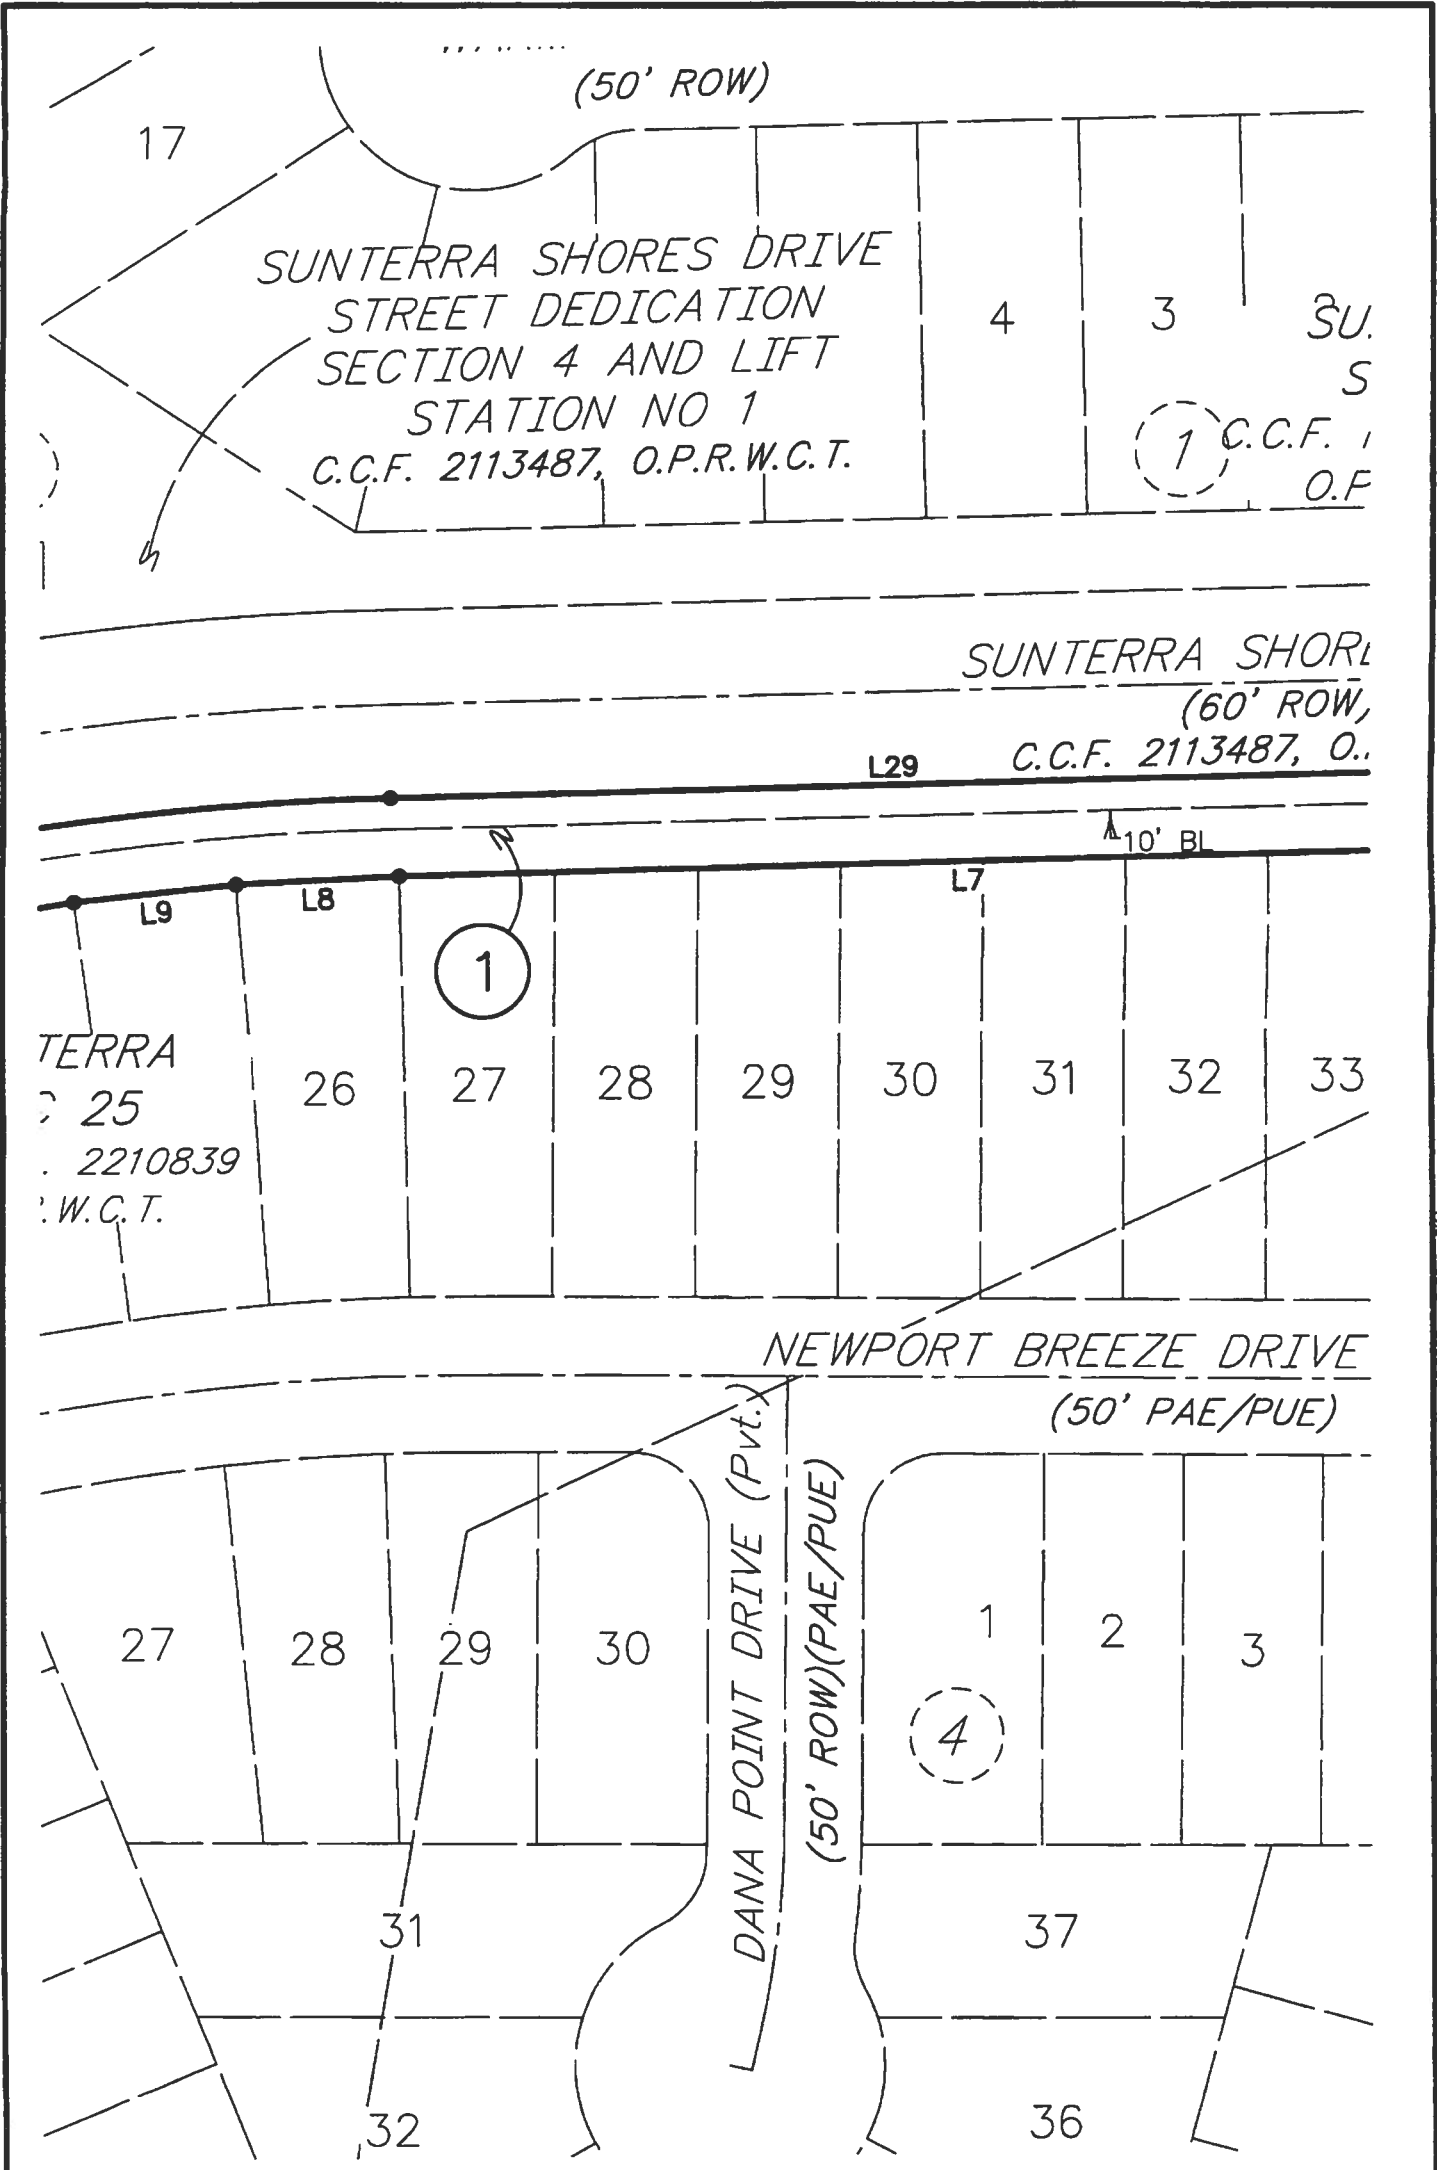 (50' ROW)
17
SUNTERRA SHORES DRIVE
STREET DEDICATION
SECTION 4 AND LIFT
STATION NO 1
C.C.F. 2113487, O.P.R.W.C.T.
4
3
SU.
S
1
C.C.F.
O.P
SUNTERRA SHORE
(60' ROW,
C.C.F. 2113487, O..
L29
10' BL
L9
L8
L7
1
TERRA
25
. 2210839
.W.C.T.
26
27
28
29
30
31
32
33
NEWPORT BREEZE DRIVE
(50' PAE/PUE)
DANA POINT DRIVE (Pvt.)
(50' ROW)(PAE/PUE)
27
28
29
30
1
2
3
4
31
37
32
36